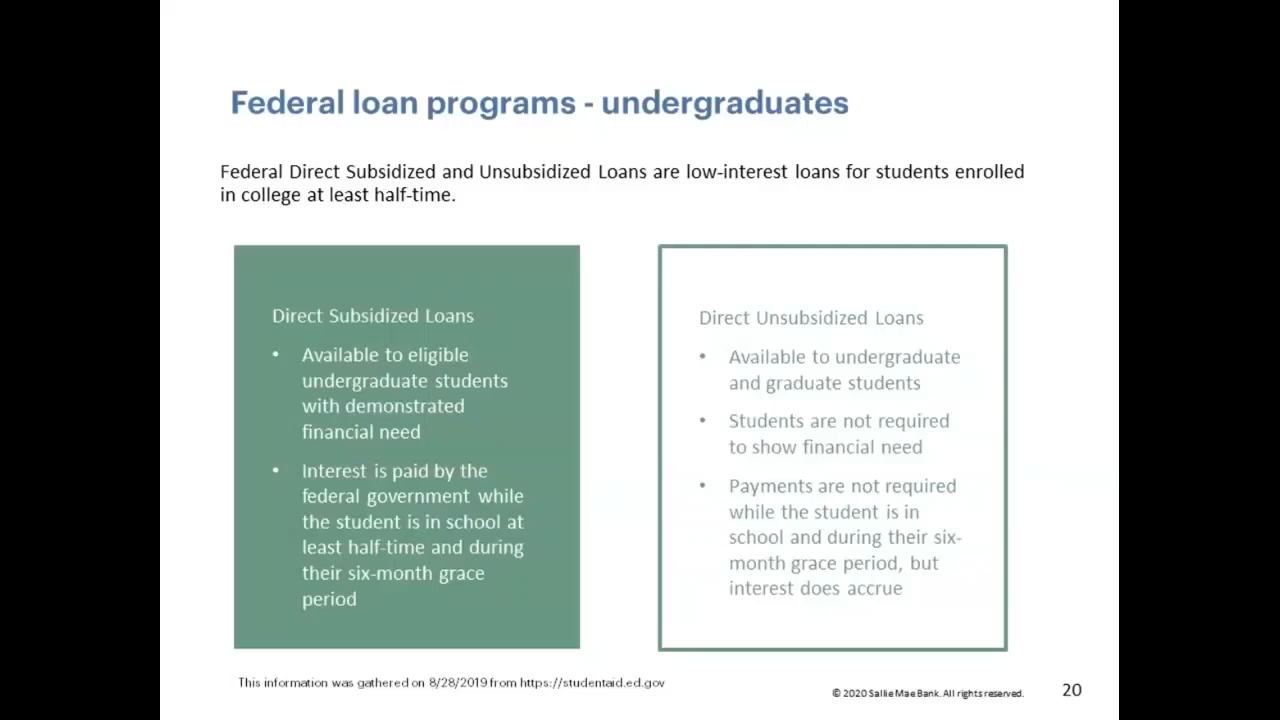 Federal loan programs - undergraduates
Federal Direct Subsidized and Unsubsidized Loans are low-interest loans for students enrolled
in college at least half-time.
Direct Subsidized Loans
• Available to eligible
undergraduate students
with demonstrated
financial need
• Interest is paid by the
federal government while
the student is in school at
least half-time and during
their six-month grace
period
Direct Unsubsidized Loans
• Available to undergraduate
and graduate students
• Students are not required
to show financial need
• Payments are not required
while the student is in
school and during their six-
month grace period, but
interest does accrue
This information was gathered on 8/28/2019 from https://studentaid.ed.gov
© 2020 Sallie Mae Bank. All rights reserved.
20